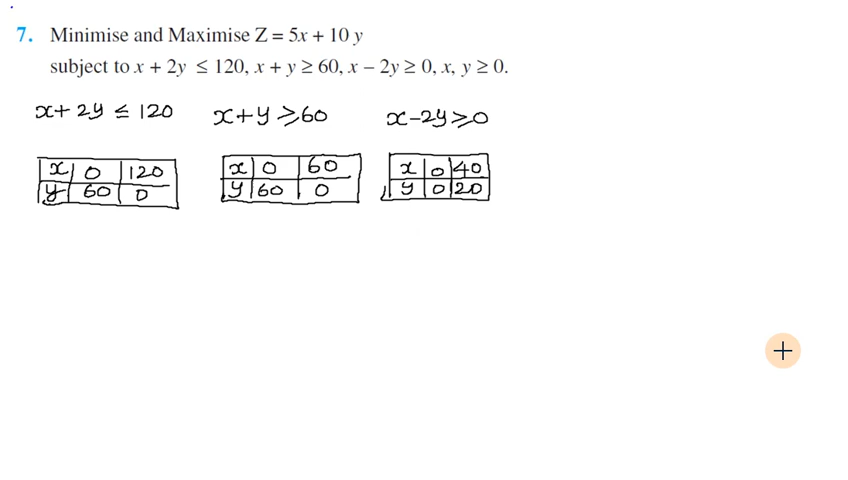 7. Minimise and Maximise Z = 5x + 10 y
subject to x + 2y ≤ 120, x + y ≥ 60, x – 2y ≥ 0, x, y ≥ 0.
x + 2y ≤ 120 x + y ≥ 60 x - 2y ≥ 0
x 0 120 x 0 60 x 0 40
y 60 0 y 60 0 y 0 20